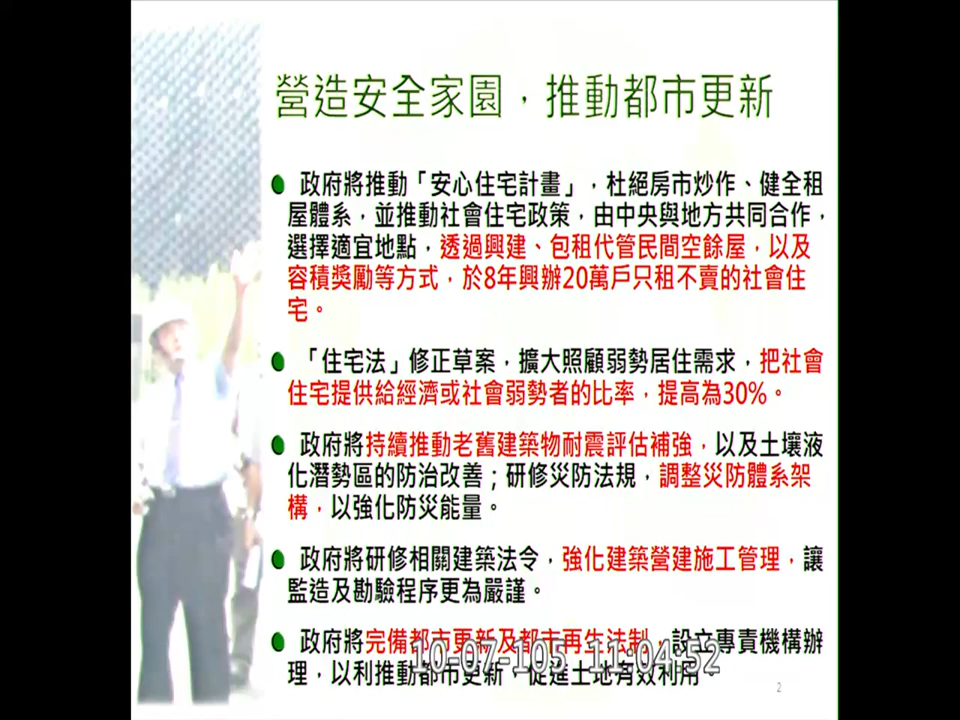 營造安全家園，推動都市更新
政府將推動「安心住宅計畫」，杜絕房市炒作、健全租
屋體系，並推動社會住宅政策，由中央與地方共同合作，
選擇適宜地點，透過興建、包租代管民間空餘屋，以及
容積獎勵等方式，於8年興辦20萬戶只租不賣的社會住
宅。
「住宅法」修正草案，擴大照顧弱勢居住需求，把社會
住宅提供給經濟或社會弱勢者的比率，提高為30%。
政府將持續推動老舊建築物耐震評估補強，以及土壤液
化潛勢區的防治改善；研修災防法規，調整災防體系架
構，以強化防災能量。
政府將研修相關建築法令，強化建築營建施工管理，讓
監造及勘驗程序更為嚴謹。
政府將完備都市更新及都市再生法制，設立專責機構辦
理，以利推動都市更新，促進土地有效利用。
10-07-105 11:04:52
2